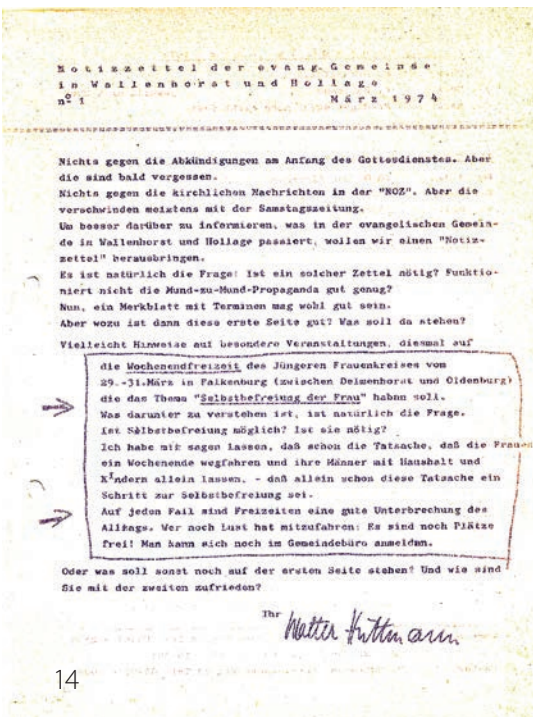 Notizzettel der evang. Gemeinde
in Wallenhorst und Hollage
nº 1 März 1974
Nichts gegen die Abkündigungen am Anfang des Gottesdienstes. Aber
die sind bald vergessen.
Nichts gegen die kirchlichen Nachrichten in der "NOZ". Aber die
verschwinden meistens mit der Samstagszeitung.
Um besser darüber zu informieren, was in der evangelischen Gemein-
de in Wallenhorst und Hollage passiert, wollen wir einen "Notiz-
zettel" herausbringen.
Es ist natürlich die Frage: Ist ein solcher Zettel nötig? Funktio-
niert nicht die Mund-zu-Mund-Propaganda gut genug?
Nun, ein Merkblatt mit Terminen mag wohl gut sein.
Aber wozu ist dann diese erste Seite gut? Was soll da stehen?
Vielleicht Hinweise auf besondere Veranstaltungen, diesmal auf
die Wochenendfreizeit des Jüngeren Frauenkreises vom
29.-31.März in Falkenburg (zwischen Delmenhorst und Oldenburg)
die das Thema "Selbstbefreiung der Frau" haben soll.
Was darunter zu verstehen ist, ist natürlich die Frage.
Ist Selbstbefreiung möglich? Ist sie nötig?
Ich habe mir sagen lassen, daß schon die Tatsache, daß die Frauen
ein Wochenende wegfahren und ihre Männer mit Haushalt und
Kindern allein lassen, - daß allein schon diese Tatsache ein
Schritt zur Selbstbefreiung sei.
Auf jeden Fall sind Freizeiten eine gute Unterbrechung des
Alltags. Wer noch Lust hat mitzufahren: Es sind noch Plätze
frei! Man kann sich noch im Gemeindebüro anmelden.
Oder was soll sonst noch auf der ersten Seite stehen? Und wie sind
Sie mit der zweiten zufrieden?
Ihr
Walter
14